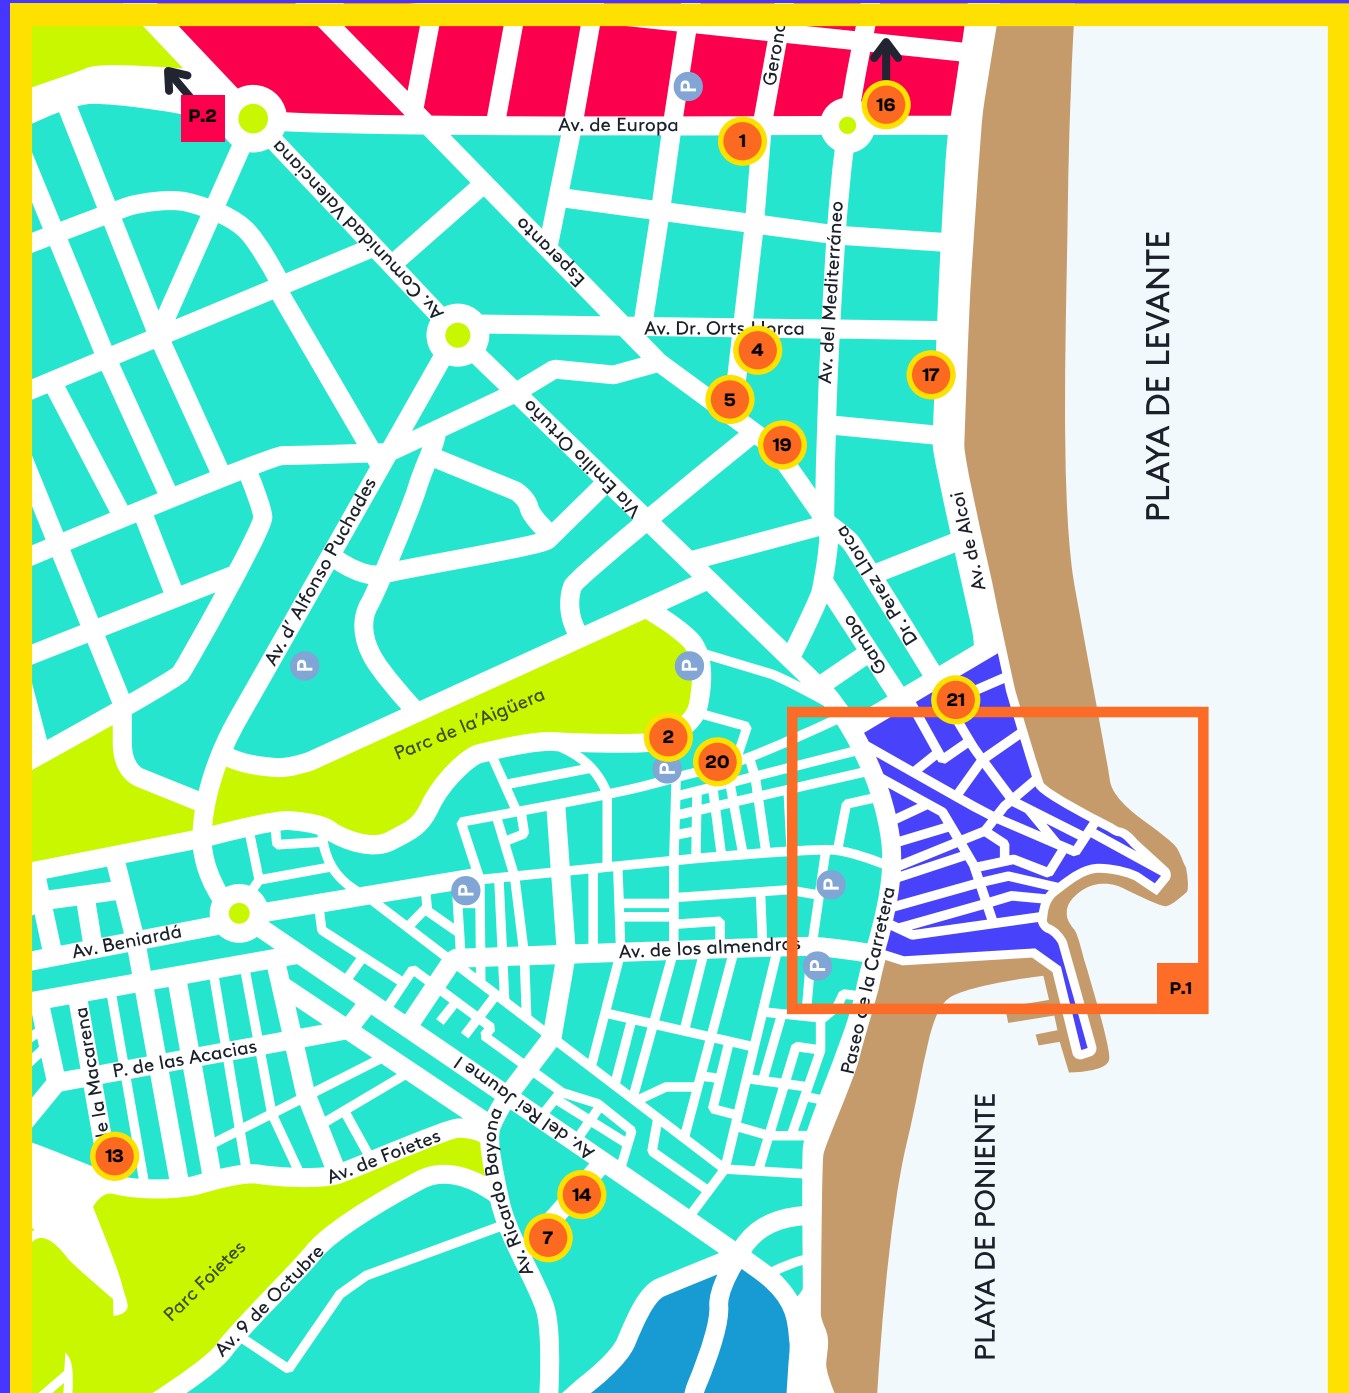 Gerona
P
16
P.2
Av. de Europa
1
Av. Comunidad Valenciana
Esperanto
Av. del Mediterráneo
PLAYA DE LEVANTE
Av. Dr. Orts Llorca
4
17
5
19
Via Emilio Ortuño
Av. d' Alfonso Puchades
Av. de Alcoi
Dr. Perez Llorca
Gambo
P
P
Parc de la'Aigüera
21
2
20
P
P
P
Av. Beniardá
Av. de los almendros
P
Paseo de la Carretera
P.1
de la Macarena
P. de las Acacias
Av. del Rei Jaume I
13
Av. de Foietes
Av. Ricardo Bayona
14
7
PLAYA DE PONIENTE
Parc Foietes
Av. 9 de Octubre